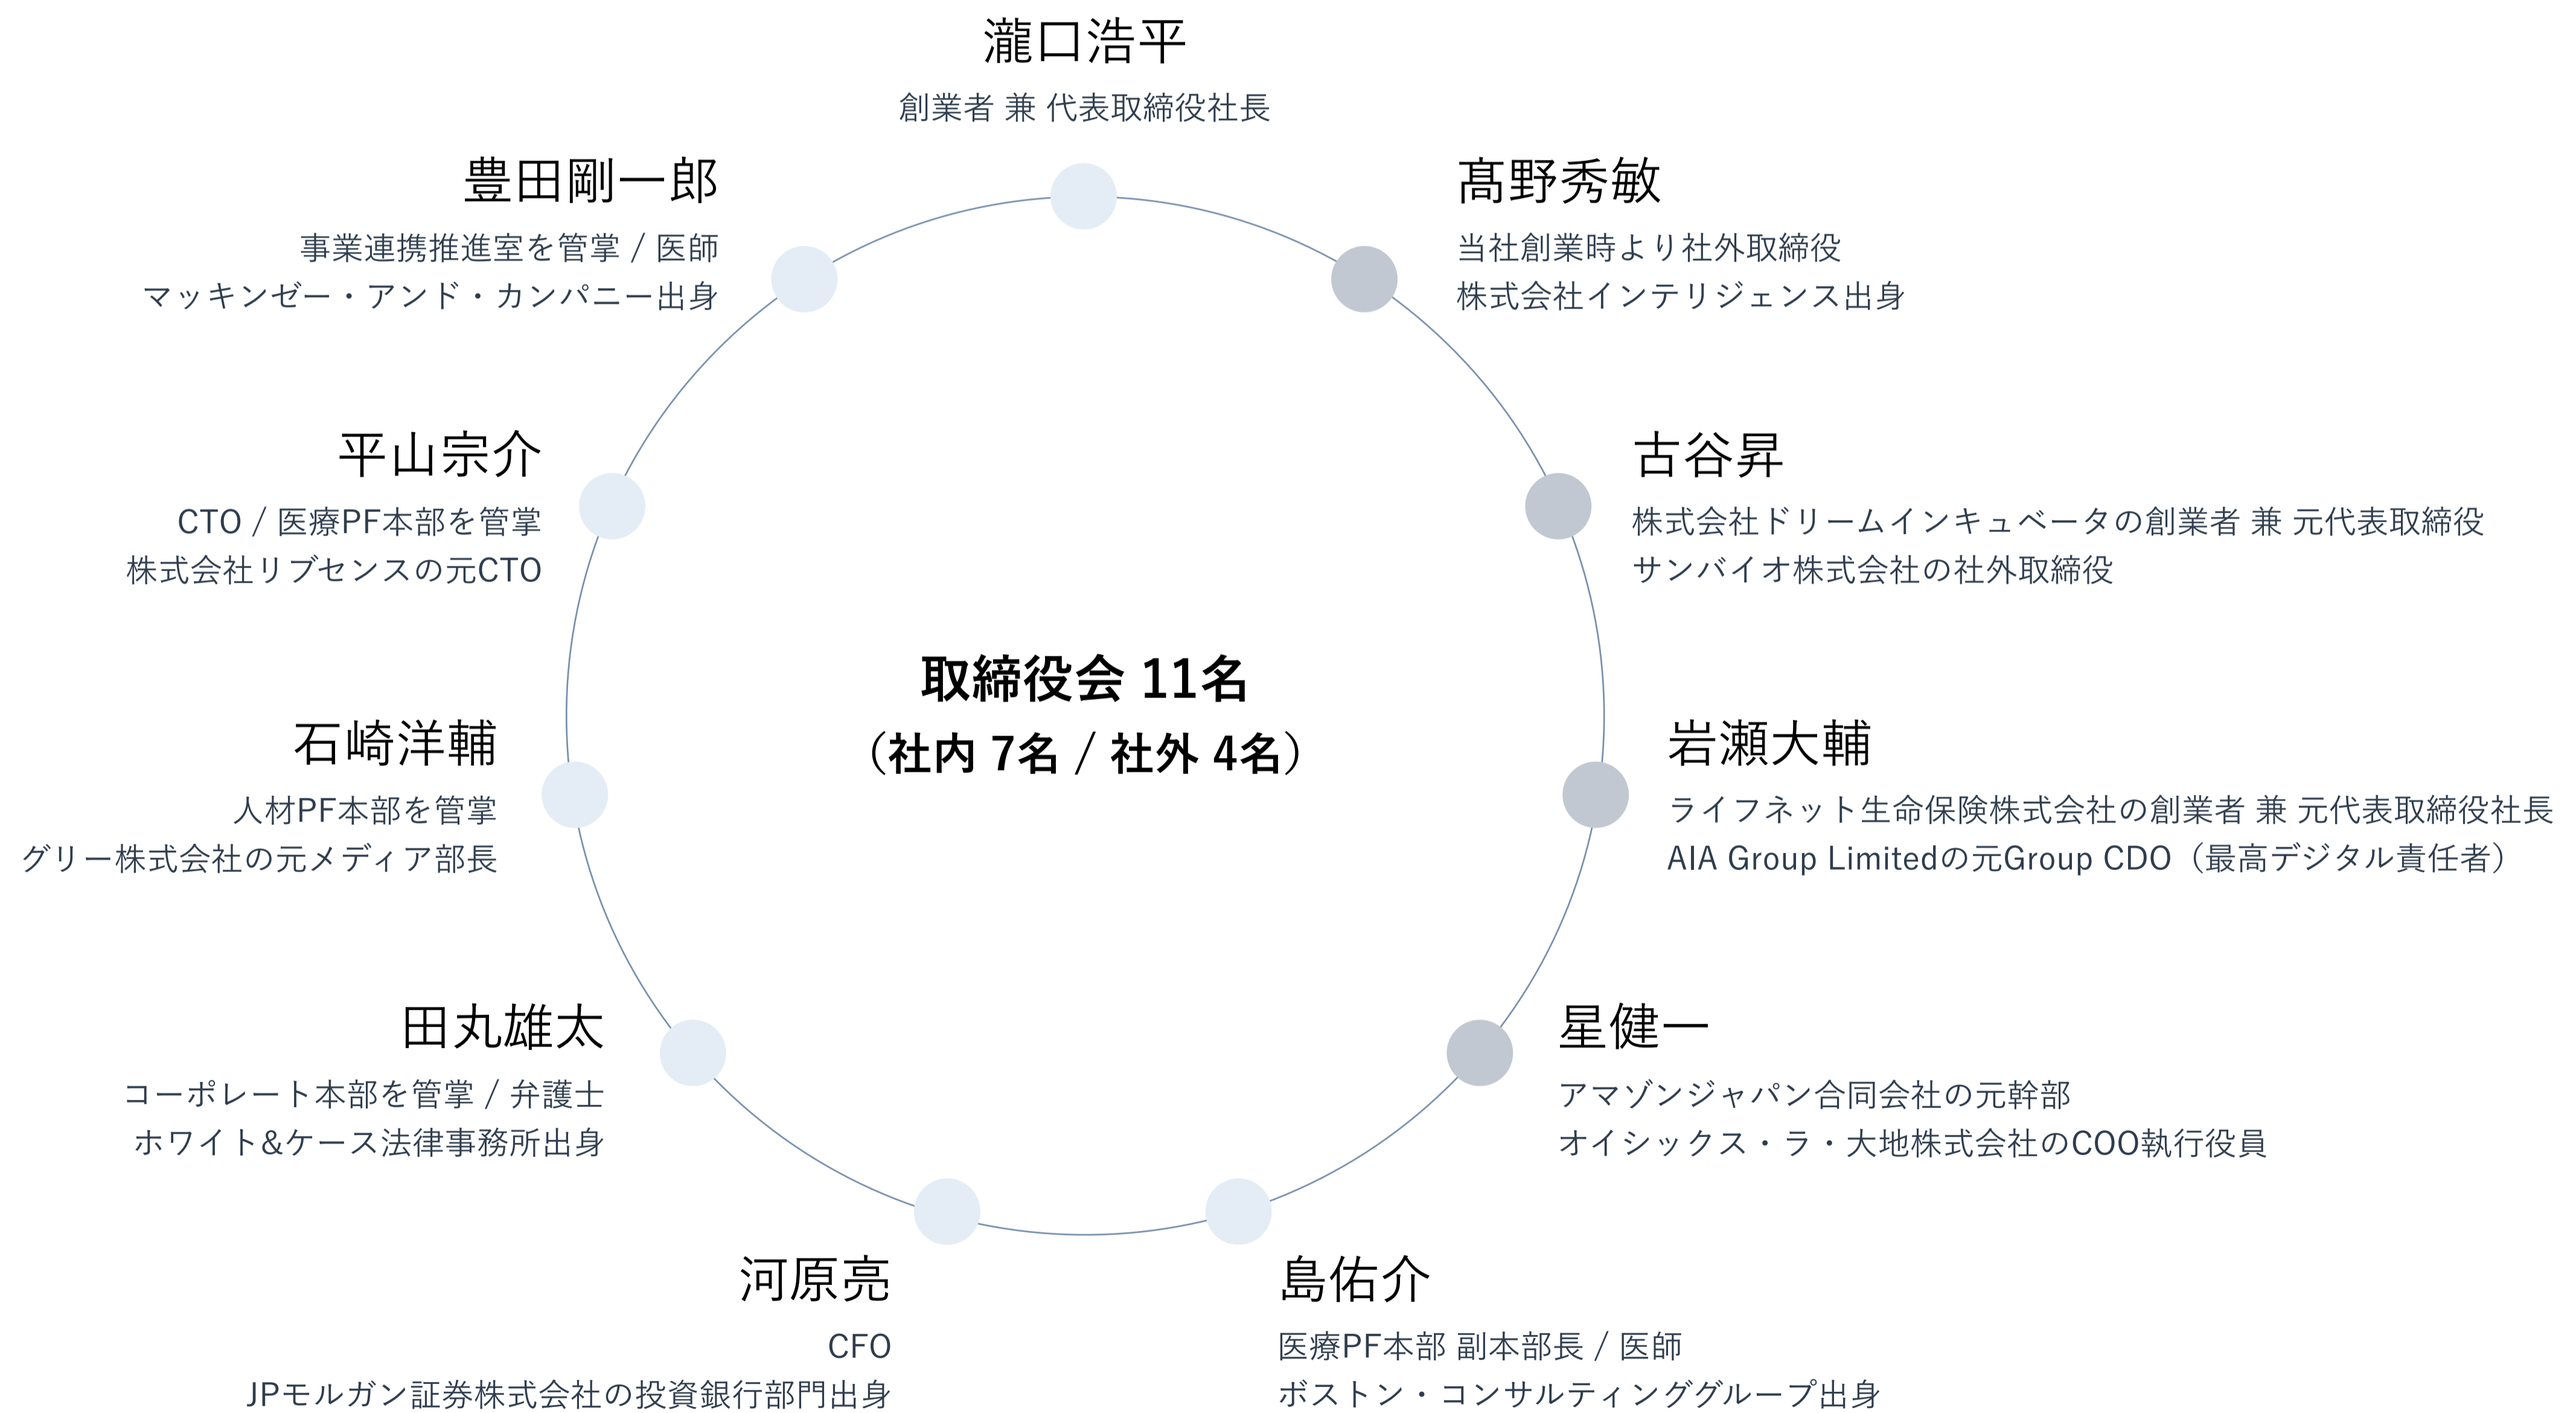 瀧口浩平
創業者 兼 代表取締役社長
豊田剛一郎
事業連携推進室を管掌 / 医師
マッキンゼー・アンド・カンパニー出身
髙野秀敏
当社創業時より社外取締役
株式会社インテリジェンス出身
平山宗介
CTO / 医療PF本部を管掌
株式会社リブセンスの元CTO
古谷昇
株式会社ドリームインキュベータの創業者 兼 元代表取締役
サンバイオ株式会社の社外取締役
取締役会 11名
（社内 7名 / 社外 4名）
石崎洋輔
人材PF本部を管掌
グリー株式会社の元メディア部長
岩瀬大輔
ライフネット生命保険株式会社の創業者 兼 元代表取締役社長
AIA Group Limitedの元Group CDO（最高デジタル責任者）
田丸雄太
コーポレート本部を管掌 / 弁護士
ホワイト&ケース法律事務所出身
星健一
アマゾンジャパン合同会社の元幹部
オイシックス・ラ・大地株式会社のCOO執行役員
河原亮
CFO
JPモルガン証券株式会社の投資銀行部門出身
島佑介
医療PF本部 副本部長 / 医師
ボストン・コンサルティンググループ出身